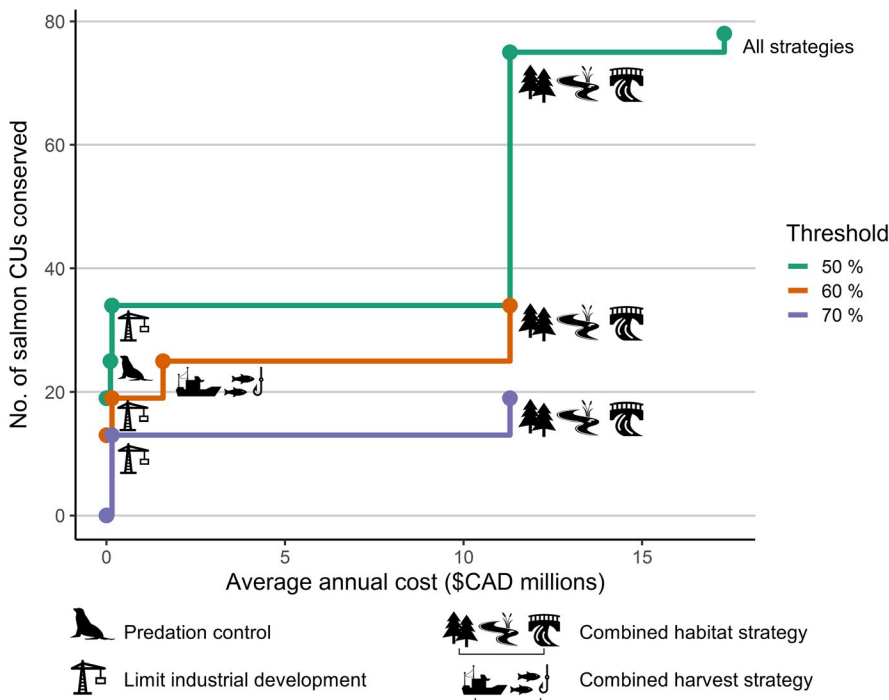 80
60
40
20
0
No. of salmon CUs conserved
All strategies
Threshold
50 %
60 %
70 %
0
5
10
15
Average annual cost ($CAD millions)
Predation control
Combined habitat strategy
Limit industrial development
Combined harvest strategy